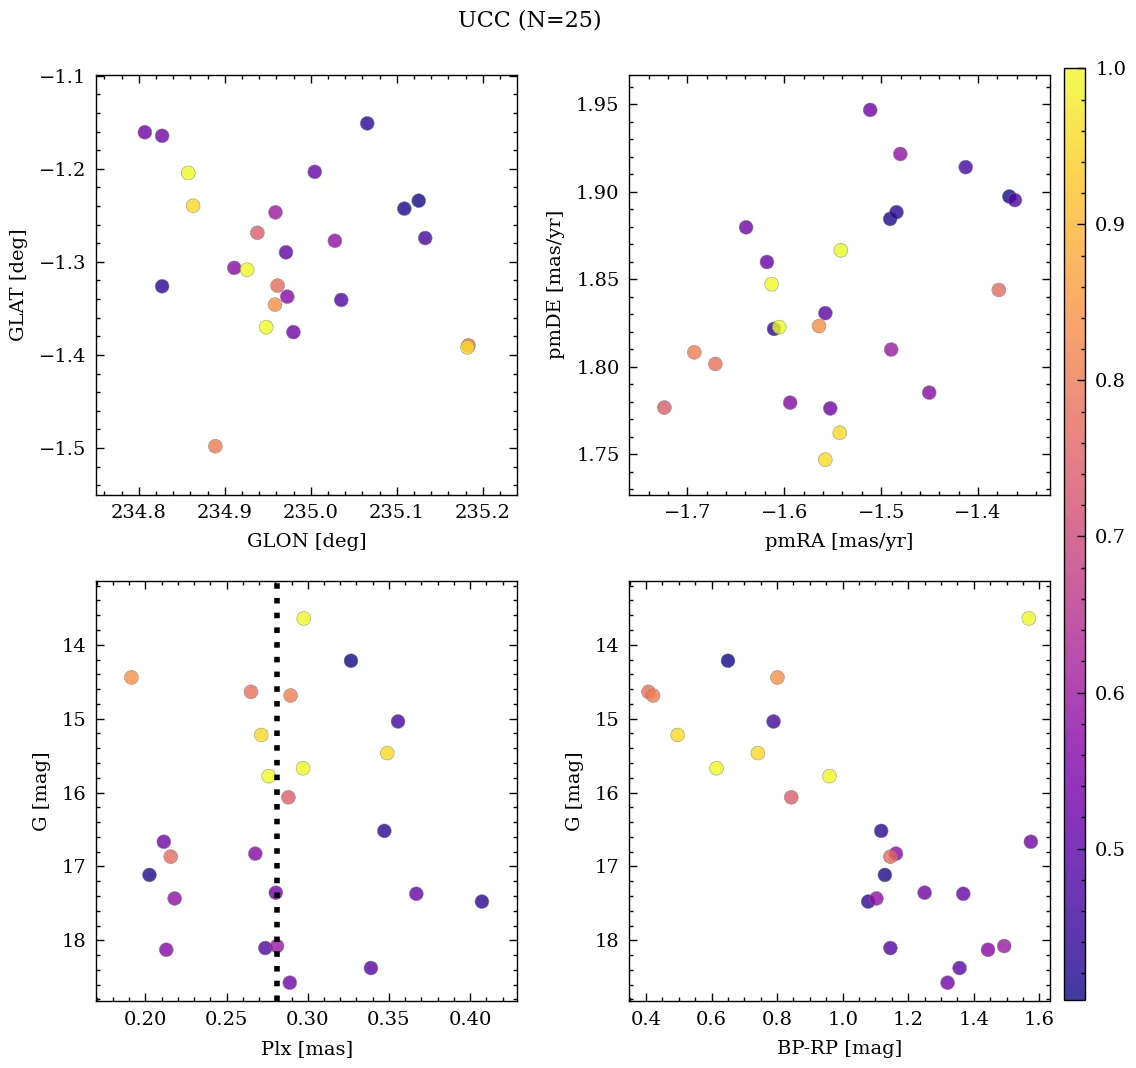 UCC (N=25)
−1.1
−1.2
−1.3
−1.4
−1.5
GLAT [deg]
234.8 234.9 235.0 235.1 235.2
GLON [deg]
1.95
1.90
1.85
1.80
1.75
pmDE [mas/yr]
−1.7 −1.6 −1.5 −1.4
pmRA [mas/yr]
14
15
16
17
18
G [mag]
0.20 0.25 0.30 0.35 0.40
Plx [mas]
14
15
16
17
18
G [mag]
0.4 0.6 0.8 1.0 1.2 1.4 1.6
BP-RP [mag]
1.0
0.9
0.8
0.7
0.6
0.5